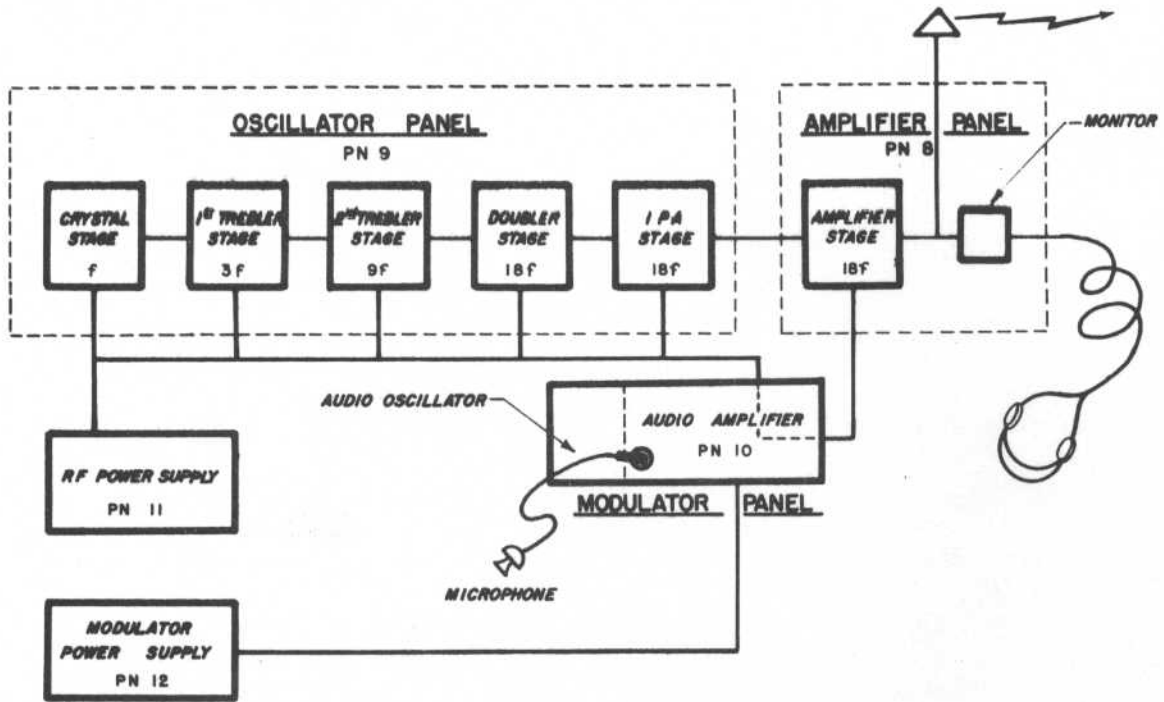 OSCILLATOR PANEL
PN 9
AMPLIFIER PANEL
PN 8
MONITOR
CRYSTAL
STAGE
f
1ST TREBLER
STAGE
3f
2ND TREBLER
STAGE
9f
DOUBLER
STAGE
18f
IPA
STAGE
18f
AMPLIFIER
STAGE
18f
AUDIO OSCILLATOR
AUDIO AMPLIFIER
PN 10
MODULATOR PANEL
RF POWER SUPPLY
PN 11
MICROPHONE
MODULATOR
POWER SUPPLY
PN 12